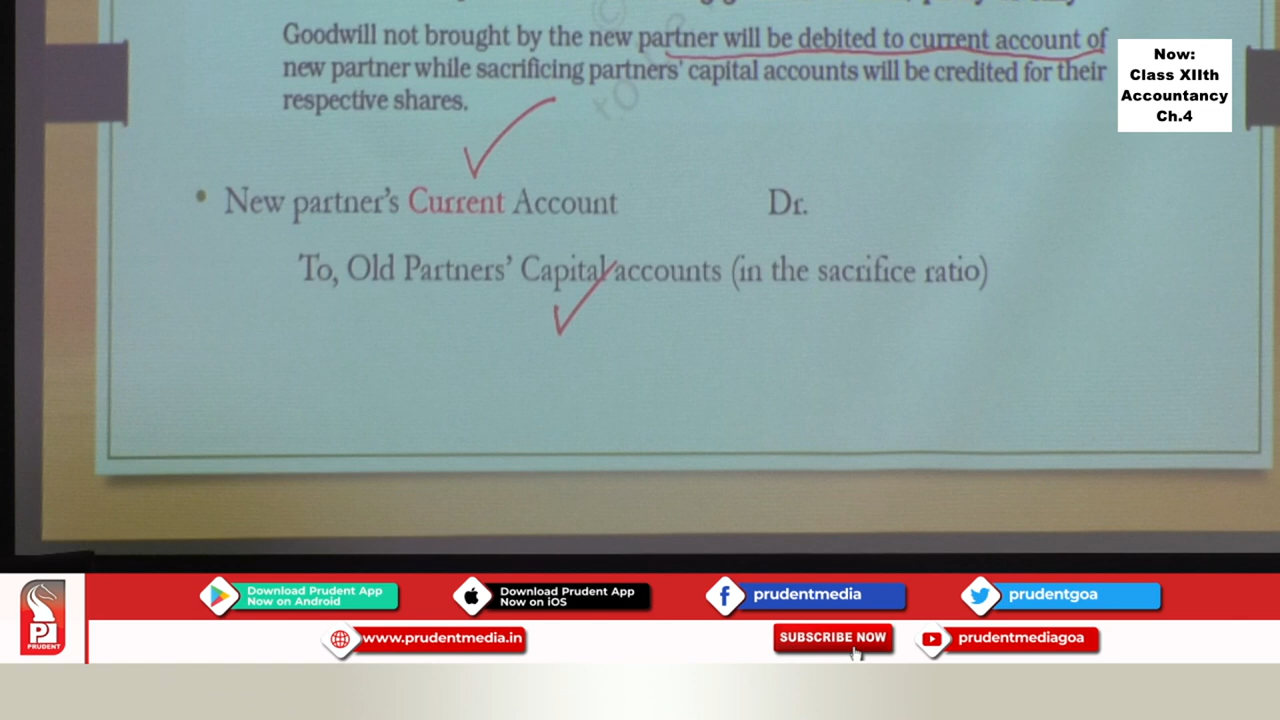 Goodwill not brought by the new partner will be debited to current account of
new partner while sacrificing partners' capital accounts will be credited for their
respective shares.
Now:
Class XIIth
Accountancy
Ch.4
• New partner's Current Account Dr.
To, Old Partners' Capital accounts (in the sacrifice ratio)
Download Prudent App
Now on Android
Download Prudent App
Now on iOS
prudentmedia
prudentgoa
PRUDENT
www.prudentmedia.in
SUBSCRIBE NOW
prudentmediagoa